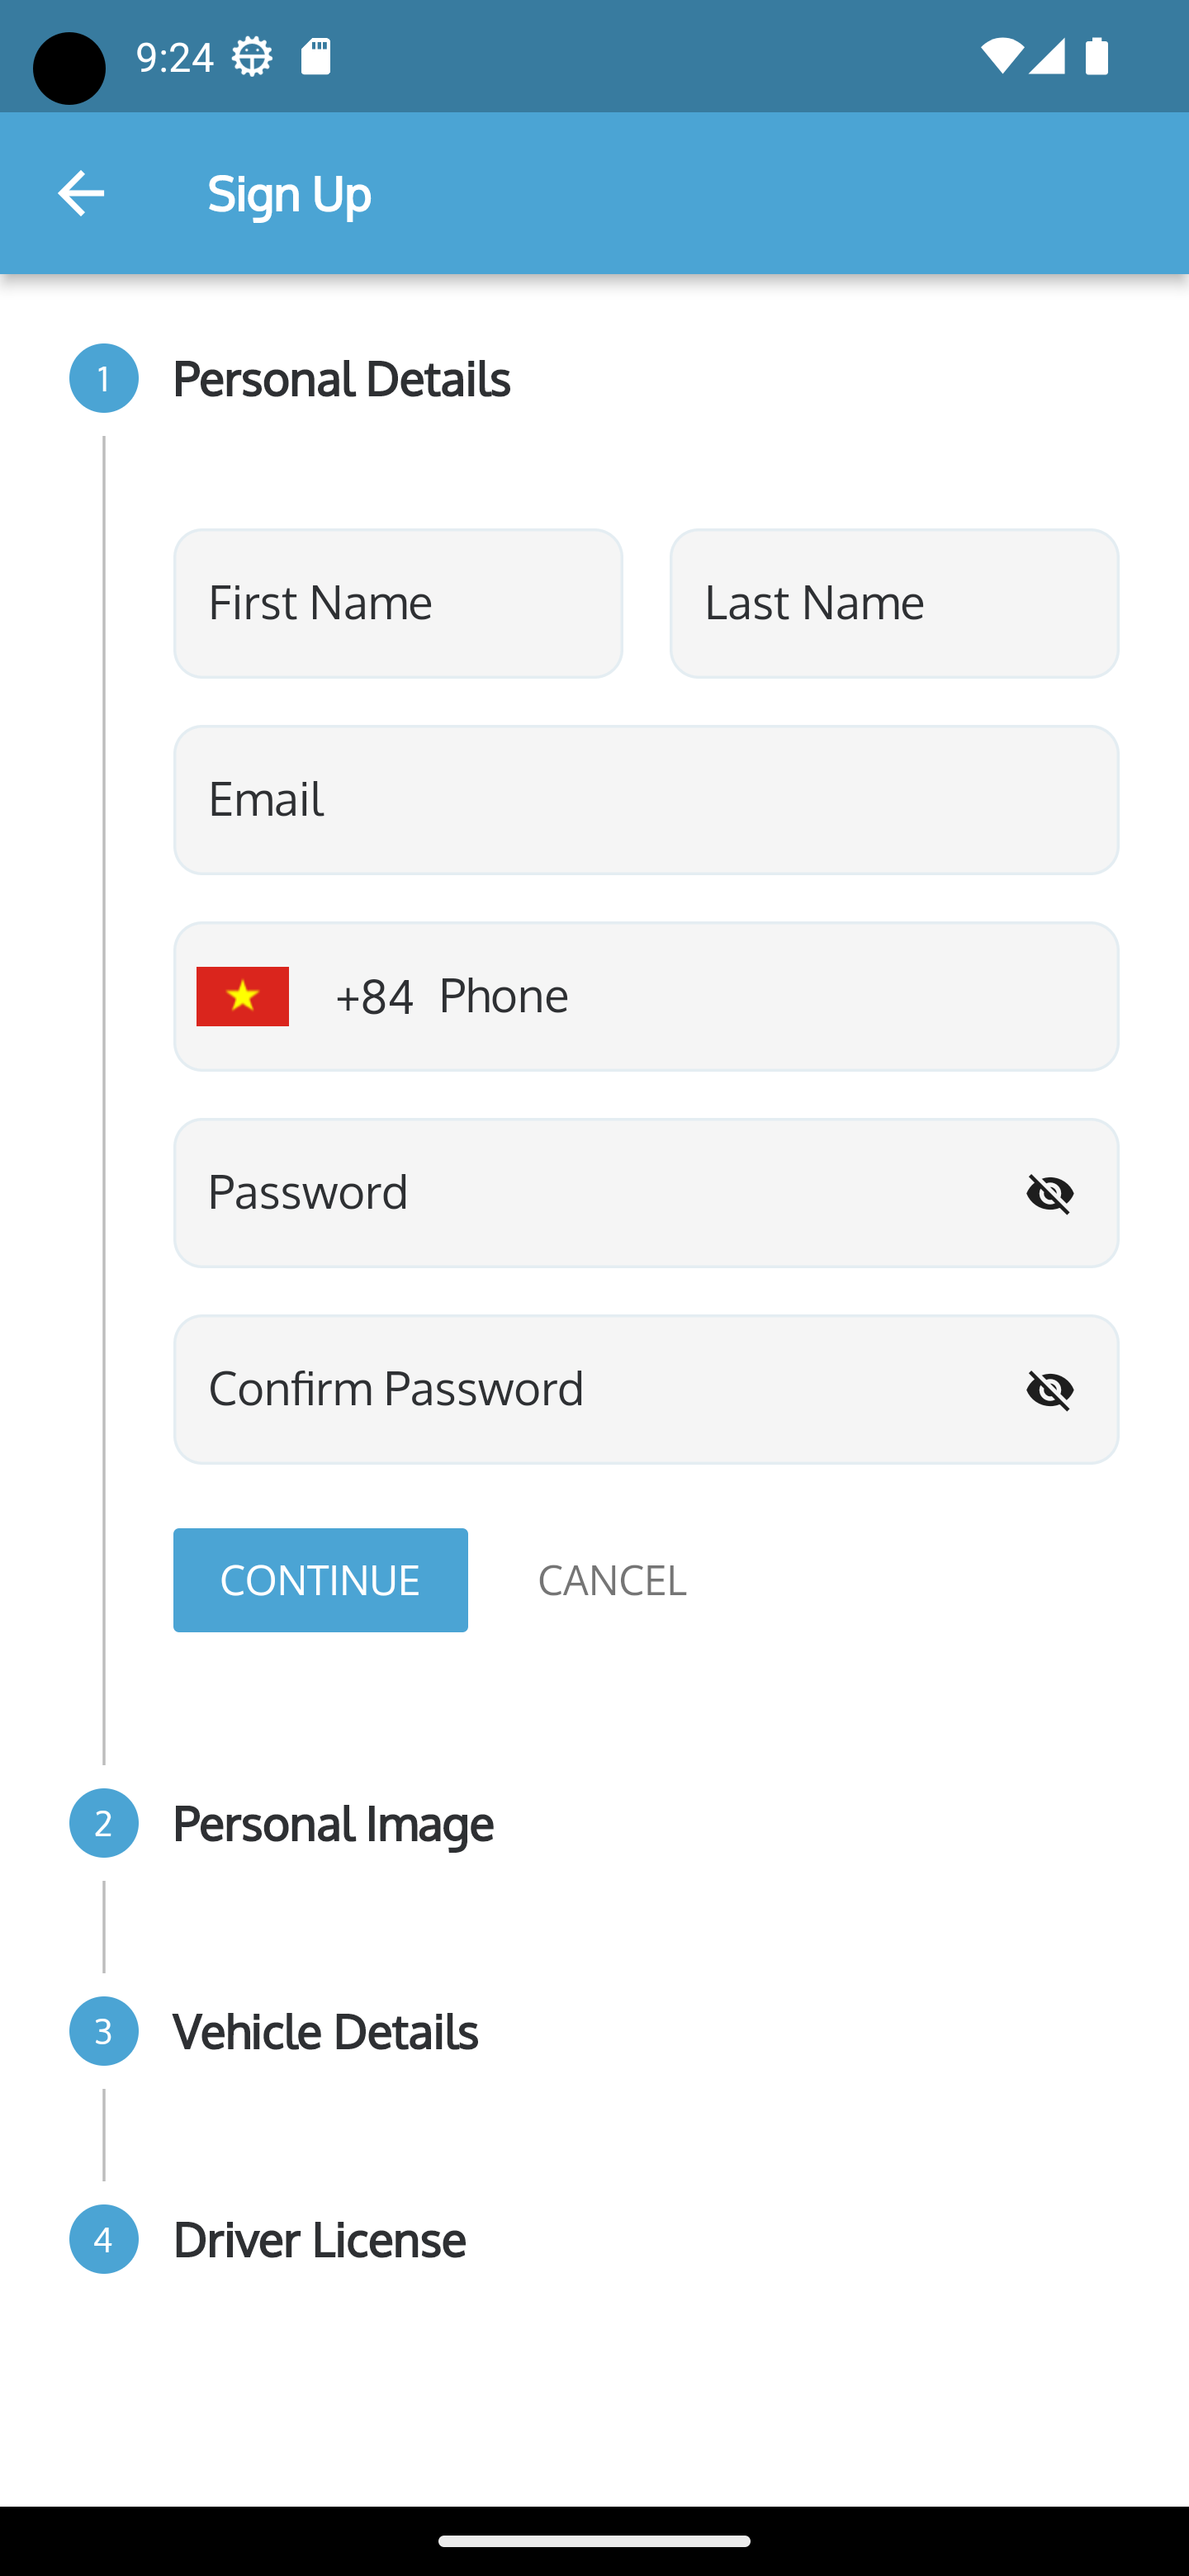 9:24
Sign Up
1 Personal Details
First Name Last Name
Email
+84 Phone
Password
Confirm Password
CONTINUE CANCEL
2 Personal Image
3 Vehicle Details
4 Driver License